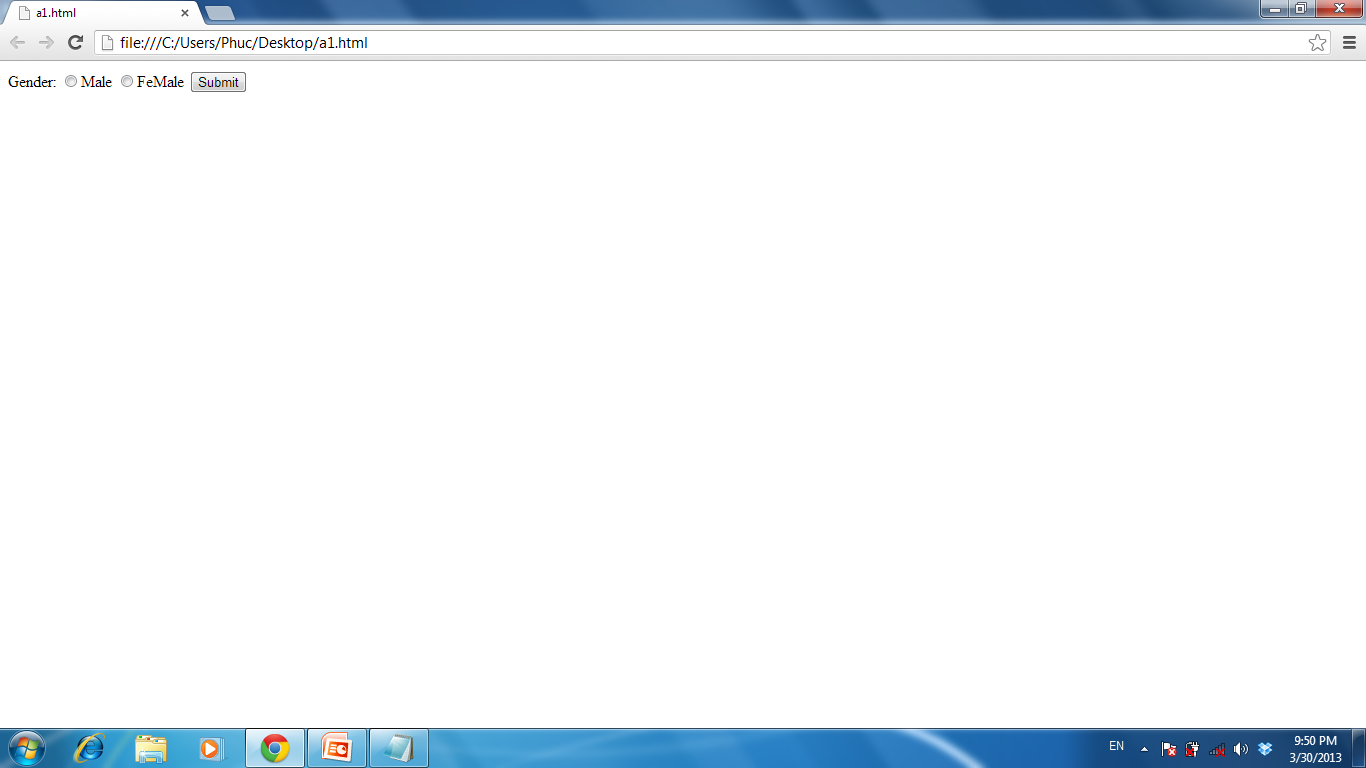 a1.html
file:///C:/Users/Phuc/Desktop/a1.html
Gender: Male FeMale Submit
EN
9:50 PM
3/30/2013